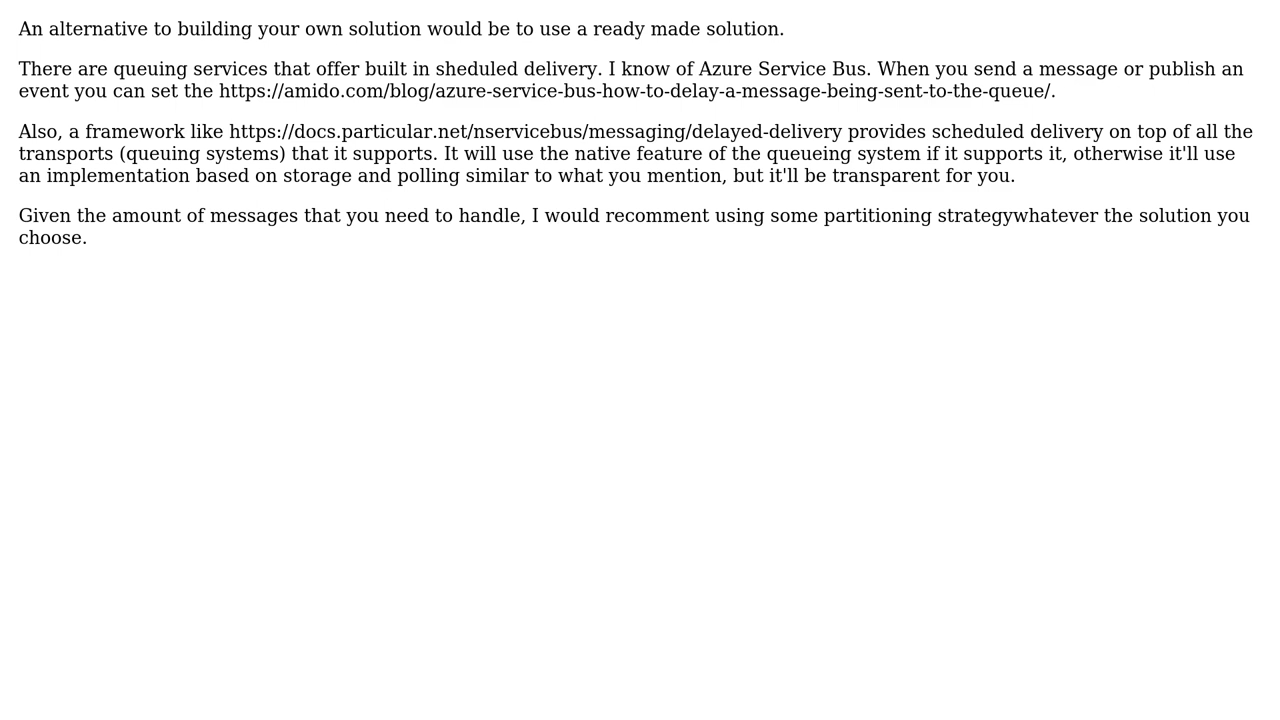 An alternative to building your own solution would be to use a ready made solution.
There are queuing services that offer built in sheduled delivery. I know of Azure Service Bus. When you send a message or publish an
event you can set the https://amido.com/blog/azure-service-bus-how-to-delay-a-message-being-sent-to-the-queue/.
Also, a framework like https://docs.particular.net/nservicebus/messaging/delayed-delivery provides scheduled delivery on top of all the
transports (queuing systems) that it supports. It will use the native feature of the queueing system if it supports it, otherwise it'll use
an implementation based on storage and polling similar to what you mention, but it'll be transparent for you.
Given the amount of messages that you need to handle, I would recomment using some partitioning strategywhatever the solution you
choose.